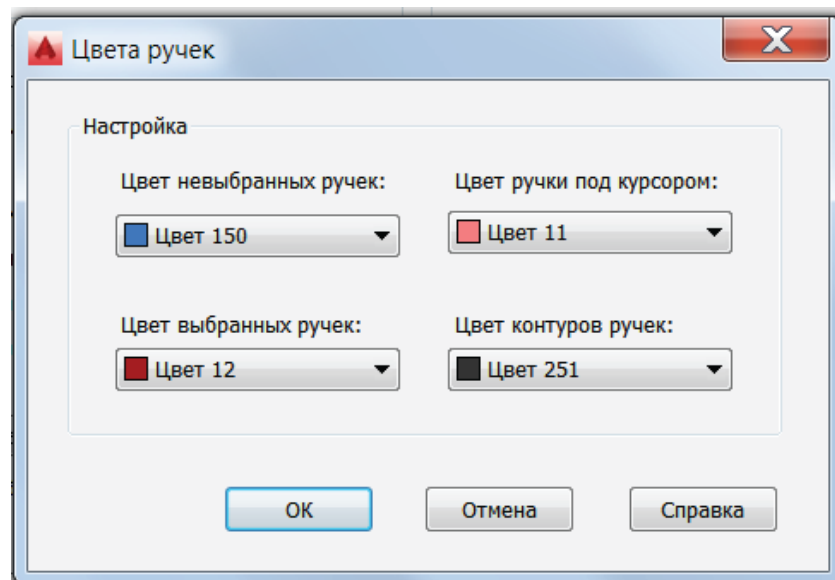 Цвета ручек
Настройка
Цвет невыбранных ручек:
Цвет ручки под курсором:
Цвет 150
Цвет 11
Цвет выбранных ручек:
Цвет контуров ручек:
Цвет 12
Цвет 251
ОК
Отмена
Справка